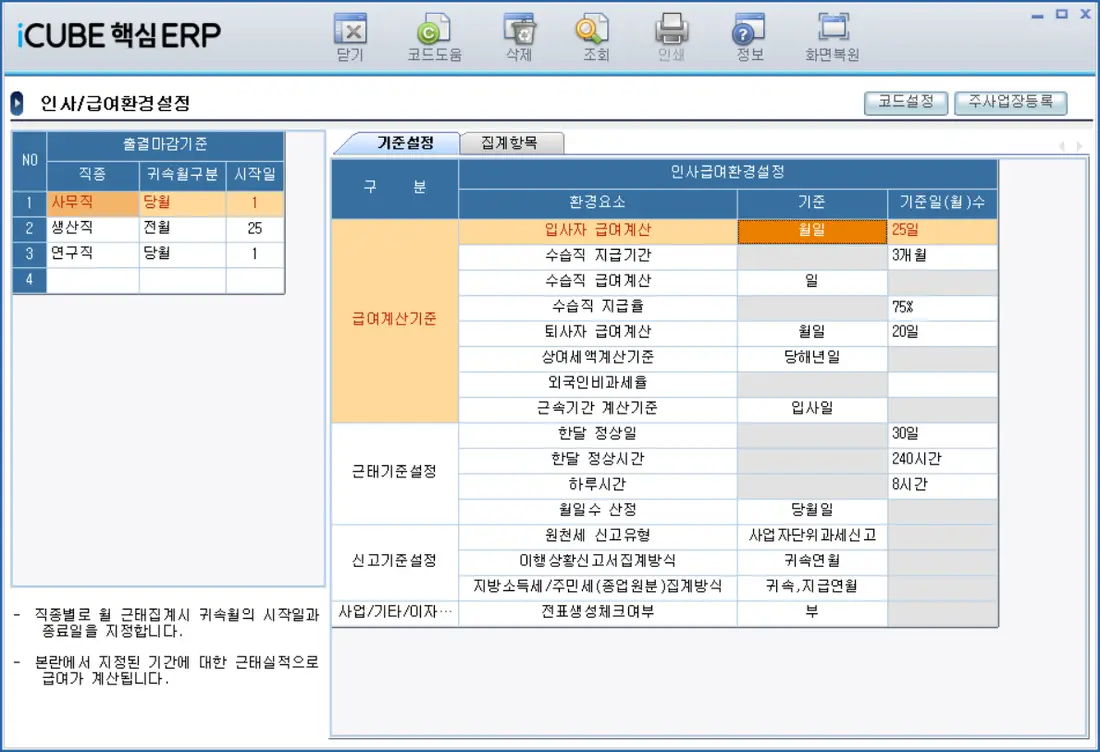 iCUBE 핵심 ERP
닫기 코드도움 삭제 조회 인쇄 정보 화면복원
인사/급여환경설정
코드설정 주사업장등록
NO 출결마감기준
직종 귀속월구분 시작일
1 사무직 당월 1
2 생산직 전월 25
3 연구직 당월 1
4
- 직종별로 월 근태집계시 귀속월의 시작일과
종료일을 지정합니다.
- 본란에서 지정된 기간에 대한 근태실적으로
급여가 계산됩니다.
기준설정 집계항목
구 분 인사급여환경설정
환경요소 기준 기준일(월)수
급여계산기준
입사자 급여계산 월일 25일
수습직 지급기간 3개월
수습직 급여계산 일
수습직 지급율 75%
퇴사자 급여계산 월일 20일
상여세액계산기준 당해년일
외국인비과세율
근속기간 계산기준 입사일
근태기준설정
한달 정상일 30일
한달 정상시간 240시간
하루시간 8시간
월일수 산정 당월일
신고기준설정
원천세 신고유형 사업자단위과세신고
이행상황신고서집계방식 귀속연월
지방소득세/주민세(종업원분)집계방식 귀속,지급연월
사업/기타/이자… 전표생성체크여부 부